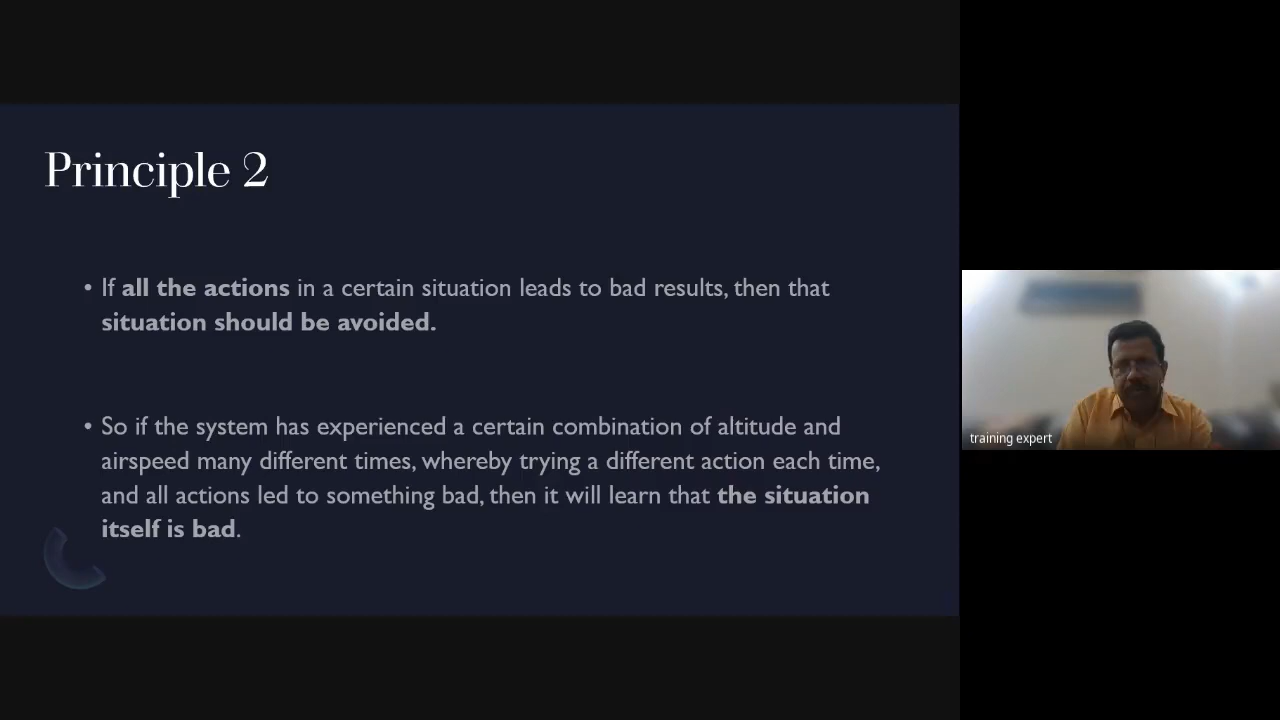 Principle 2
• If all the actions in a certain situation leads to bad results, then that
situation should be avoided.
• So if the system has experienced a certain combination of altitude and
airspeed many different times, whereby trying a different action each time,
and all actions led to something bad, then it will learn that the situation
itself is bad.
training expert